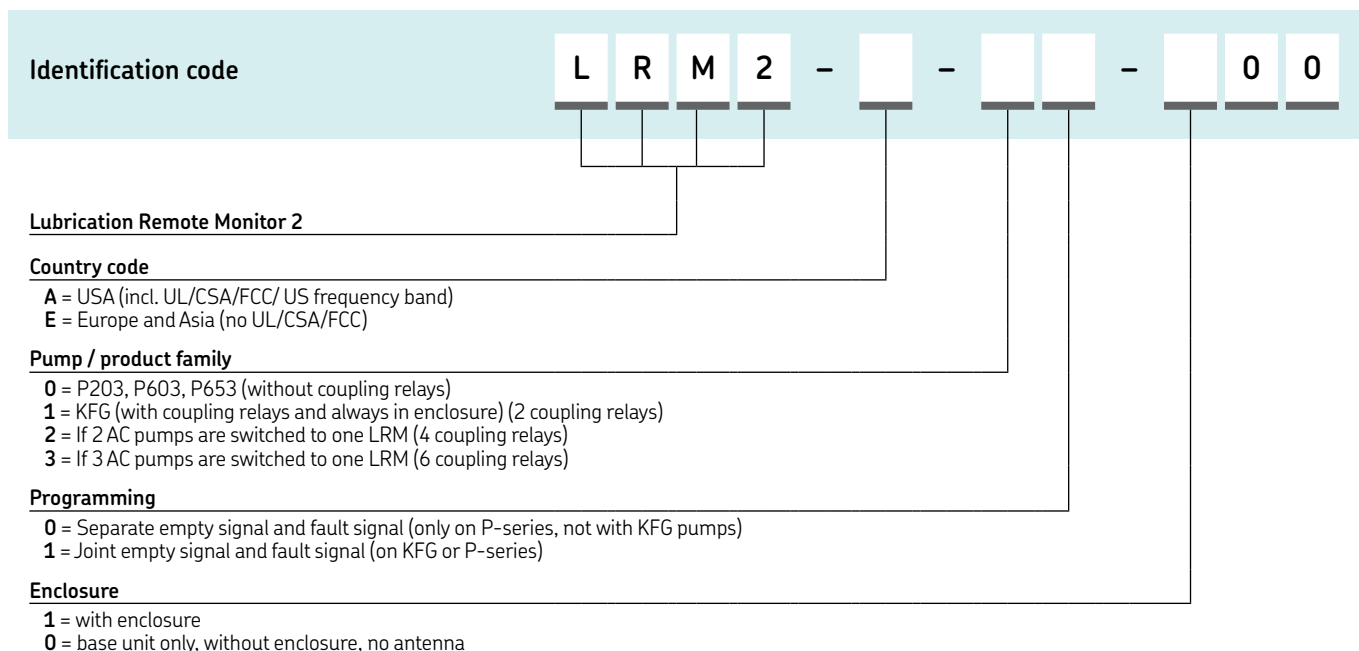 Identification code L R M 2 – – – 0 0
Lubrication Remote Monitor 2
Country code
A = USA (incl. UL/CSA/FCC/ US frequency band)
E = Europe and Asia (no UL/CSA/FCC)
Pump / product family
0 = P203, P603, P653 (without coupling relays)
1 = KFG (with coupling relays and always in enclosure) (2 coupling relays)
2 = If 2 AC pumps are switched to one LRM (4 coupling relays)
3 = If 3 AC pumps are switched to one LRM (6 coupling relays)
Programming
0 = Separate empty signal and fault signal (only on P-series, not with KFG pumps)
1 = Joint empty signal and fault signal (on KFG or P-series)
Enclosure
1 = with enclosure
0 = base unit only, without enclosure, no antenna